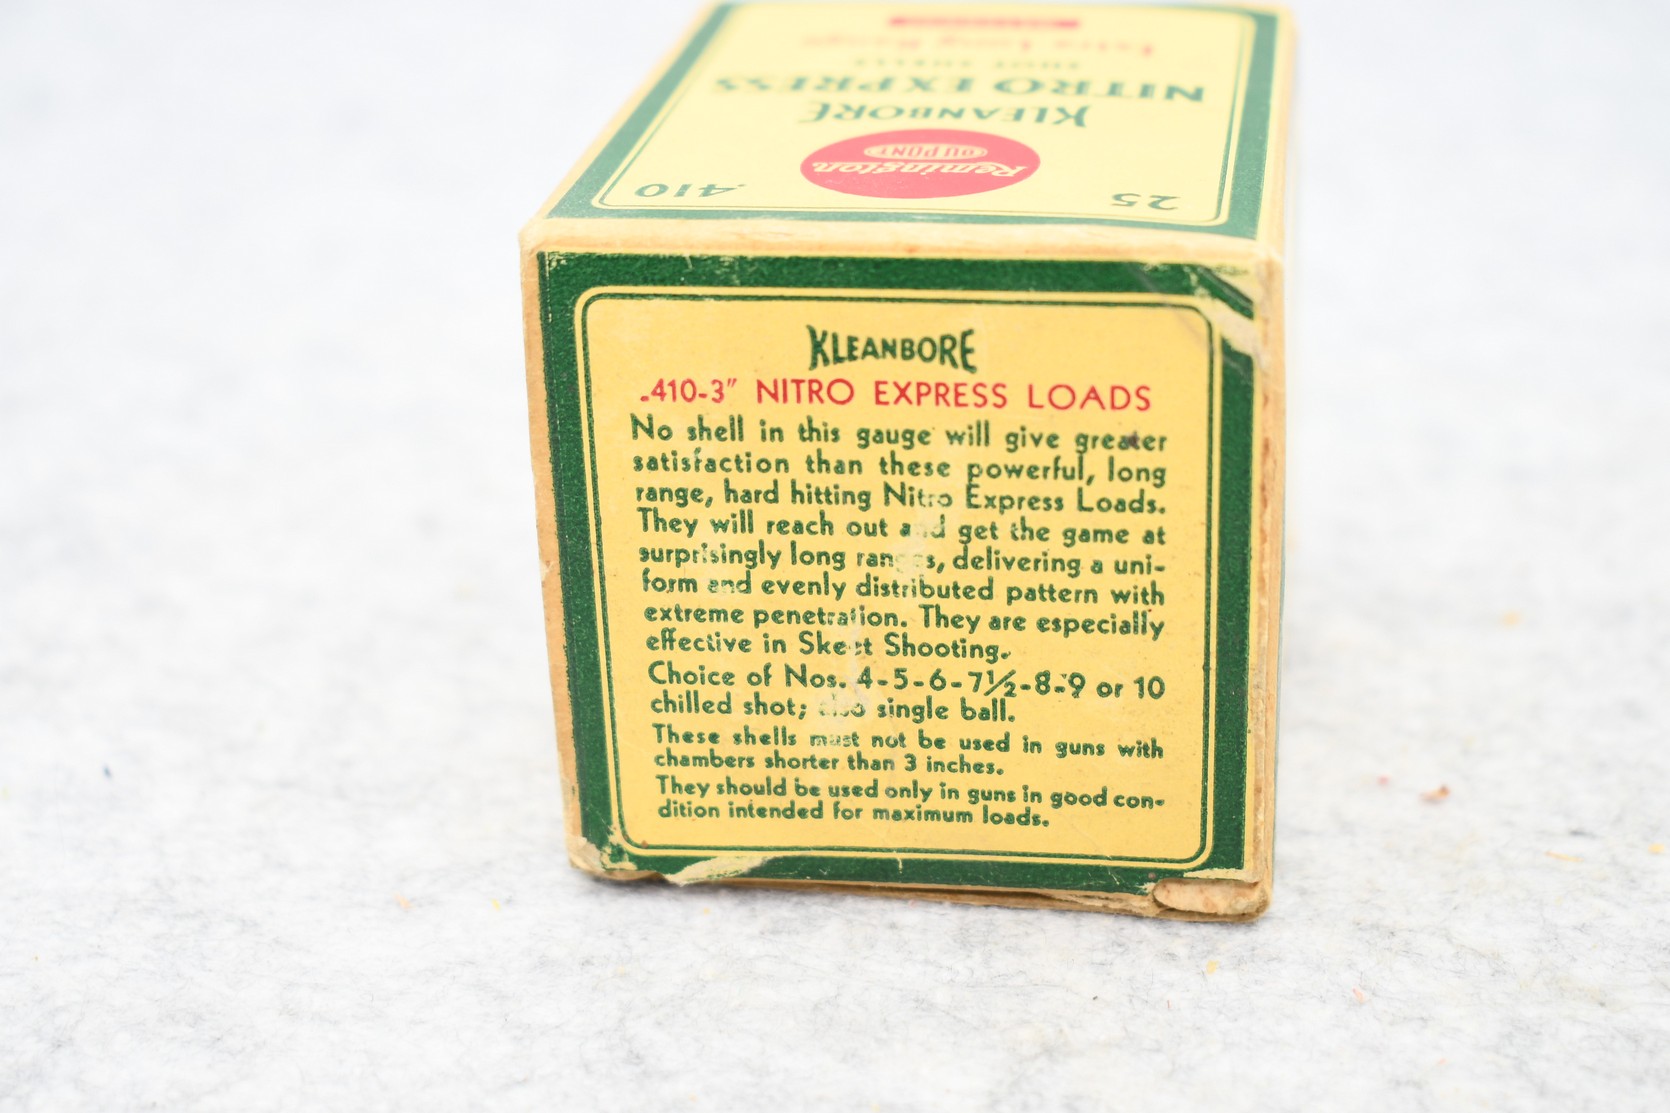 Extra Long Range
SHOT SHELLS
NITRO EXPRESS
KLEANBORE
Remington
DU PONT
25
.410
KLEANBORE
.410-3" NITRO EXPRESS LOADS
No shell in this gauge will give greater
satisfaction than these powerful, long
range, hard hitting Nitro Express Loads.
They will reach out and get the game at
surprisingly long ranges, delivering a uni-
form and evenly distributed pattern with
extreme penetration. They are especially
effective in Skeet Shooting.
Choice of Nos. 4-5-6-7½-8-9 or 10
chilled shot; also single ball.
These shells must not be used in guns with
chambers shorter than 3 inches.
They should be used only in guns in good con-
dition intended for maximum loads.